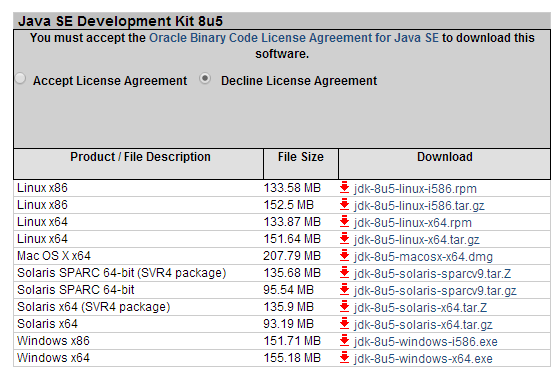 Java SE Development Kit 8u5
You must accept the Oracle Binary Code License Agreement for Java SE to download this
software.
Accept License Agreement Decline License Agreement
Product / File Description File Size Download
Linux x86 133.58 MB jdk-8u5-linux-i586.rpm
Linux x86 152.5 MB jdk-8u5-linux-i586.tar.gz
Linux x64 133.87 MB jdk-8u5-linux-x64.rpm
Linux x64 151.64 MB jdk-8u5-linux-x64.tar.gz
Mac OS X x64 207.79 MB jdk-8u5-macosx-x64.dmg
Solaris SPARC 64-bit (SVR4 package) 135.68 MB jdk-8u5-solaris-sparcv9.tar.Z
Solaris SPARC 64-bit 95.54 MB jdk-8u5-solaris-sparcv9.tar.gz
Solaris x64 (SVR4 package) 135.9 MB jdk-8u5-solaris-x64.tar.Z
Solaris x64 93.19 MB jdk-8u5-solaris-x64.tar.gz
Windows x86 151.71 MB jdk-8u5-windows-i586.exe
Windows x64 155.18 MB jdk-8u5-windows-x64.exe